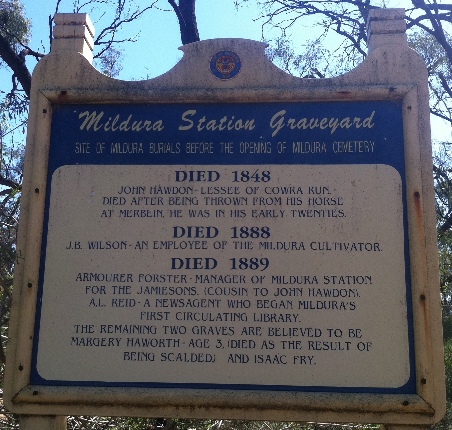 Mildura Station Graveyard
SITE OF MILDURA BURIALS BEFORE THE OPENING OF MILDURA CEMETERY
DIED 1848
JOHN HAWDON - LESSEE OF COWRA RUN.
DIED AFTER BEING THROWN FROM HIS HORSE
AT MERBEIN. HE WAS IN HIS EARLY TWENTIES.
DIED 1888
J.B. WILSON - AN EMPLOYEE OF THE MILDURA CULTIVATOR.
DIED 1889
ARMOURER FORSTER - MANAGER OF MILDURA STATION
FOR THE JAMIESONS. (COUSIN TO JOHN HAWDON).
A.L. REID - A NEWSAGENT WHO BEGAN MILDURA'S
FIRST CIRCULATING LIBRARY.
THE REMAINING TWO GRAVES ARE BELIEVED TO BE
MARGERY HAWORTH - AGE 3, (DIED AS THE RESULT OF
BEING SCALDED) AND ISAAC FRY.